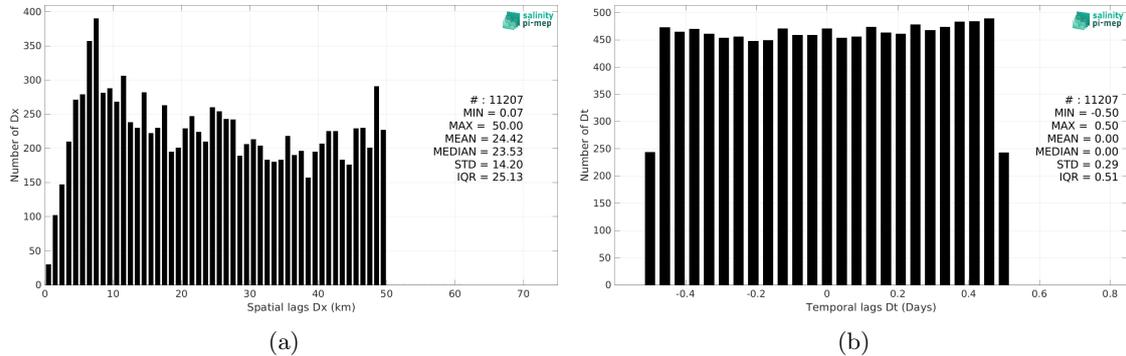 salinity
pi-mep
400
350
300
250
200
150
100
50
0
Number of Dx
# : 11207
MIN = 0.07
MAX = 50.00
MEAN = 24.42
MEDIAN = 23.53
STD = 14.20
IQR = 25.13
0 10 20 30 40 50 60 70
Spatial lags Dx (km)
(a)
salinity
pi-mep
500
450
400
350
300
250
200
150
100
50
0
Number of Dt
# : 11207
MIN = -0.50
MAX = 0.50
MEAN = 0.00
MEDIAN = 0.00
STD = 0.29
IQR = 0.51
-0.4 -0.2 0 0.2 0.4 0.6 0.8
Temporal lags Dt (Days)
(b)